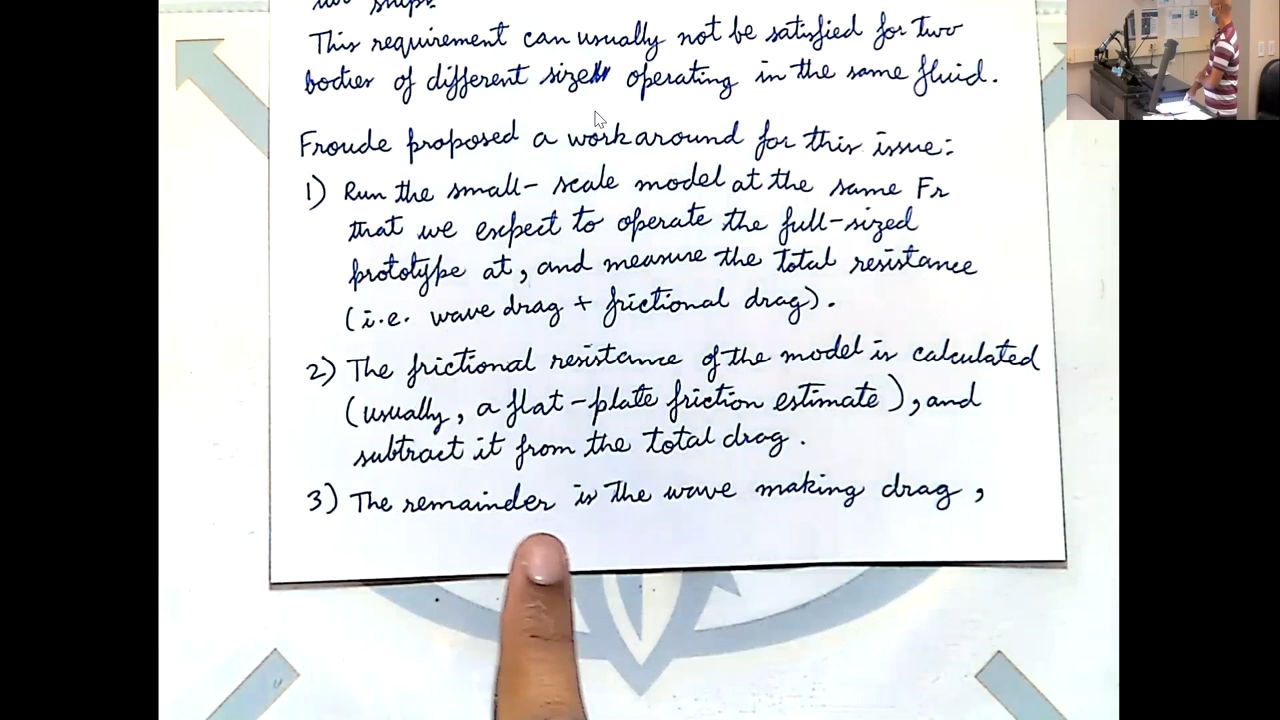 This requirement can usually not be satisfied for two
bodies of different sizes operating in the same fluid.
Froude proposed a workaround for this issue:
1) Run the small-scale model at the same Fr
that we expect to operate the full-sized
prototype at, and measure the total resistance
(i.e. wave drag + frictional drag).
2) The frictional resistance of the model is calculated
(usually, a flat-plate friction estimate), and
subtract it from the total drag.
3) The remainder is the wave making drag,